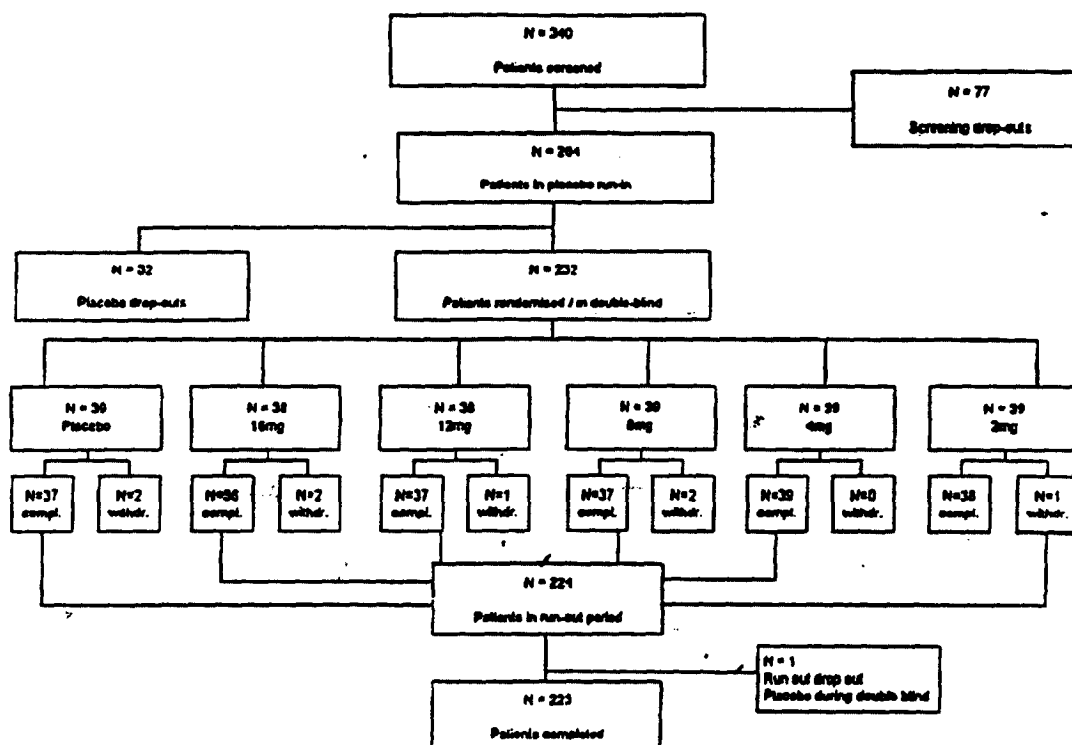 N = 340
Patients screened
N = 77
Screening drop-outs
N = 264
Patients in placebo run-in
N = 32
Placebo drop-outs
N = 232
Patients randomised / in double-blind
N = 39
Placebo
N = 38
16mg
N = 38
12mg
N = 39
8mg
N = 39
4mg
N = 39
2mg
N=37
compl.
N=2
withdr.
N=36
compl.
N=2
withdr.
N=37
compl.
N=1
withdr.
N=37
compl.
N=2
withdr.
N=39
compl.
N=0
withdr.
N=38
compl.
N=1
withdr.
N = 224
Patients in run-out period
N = 1
Run out drop out
Placebo during double blind
N = 223
Patients completed